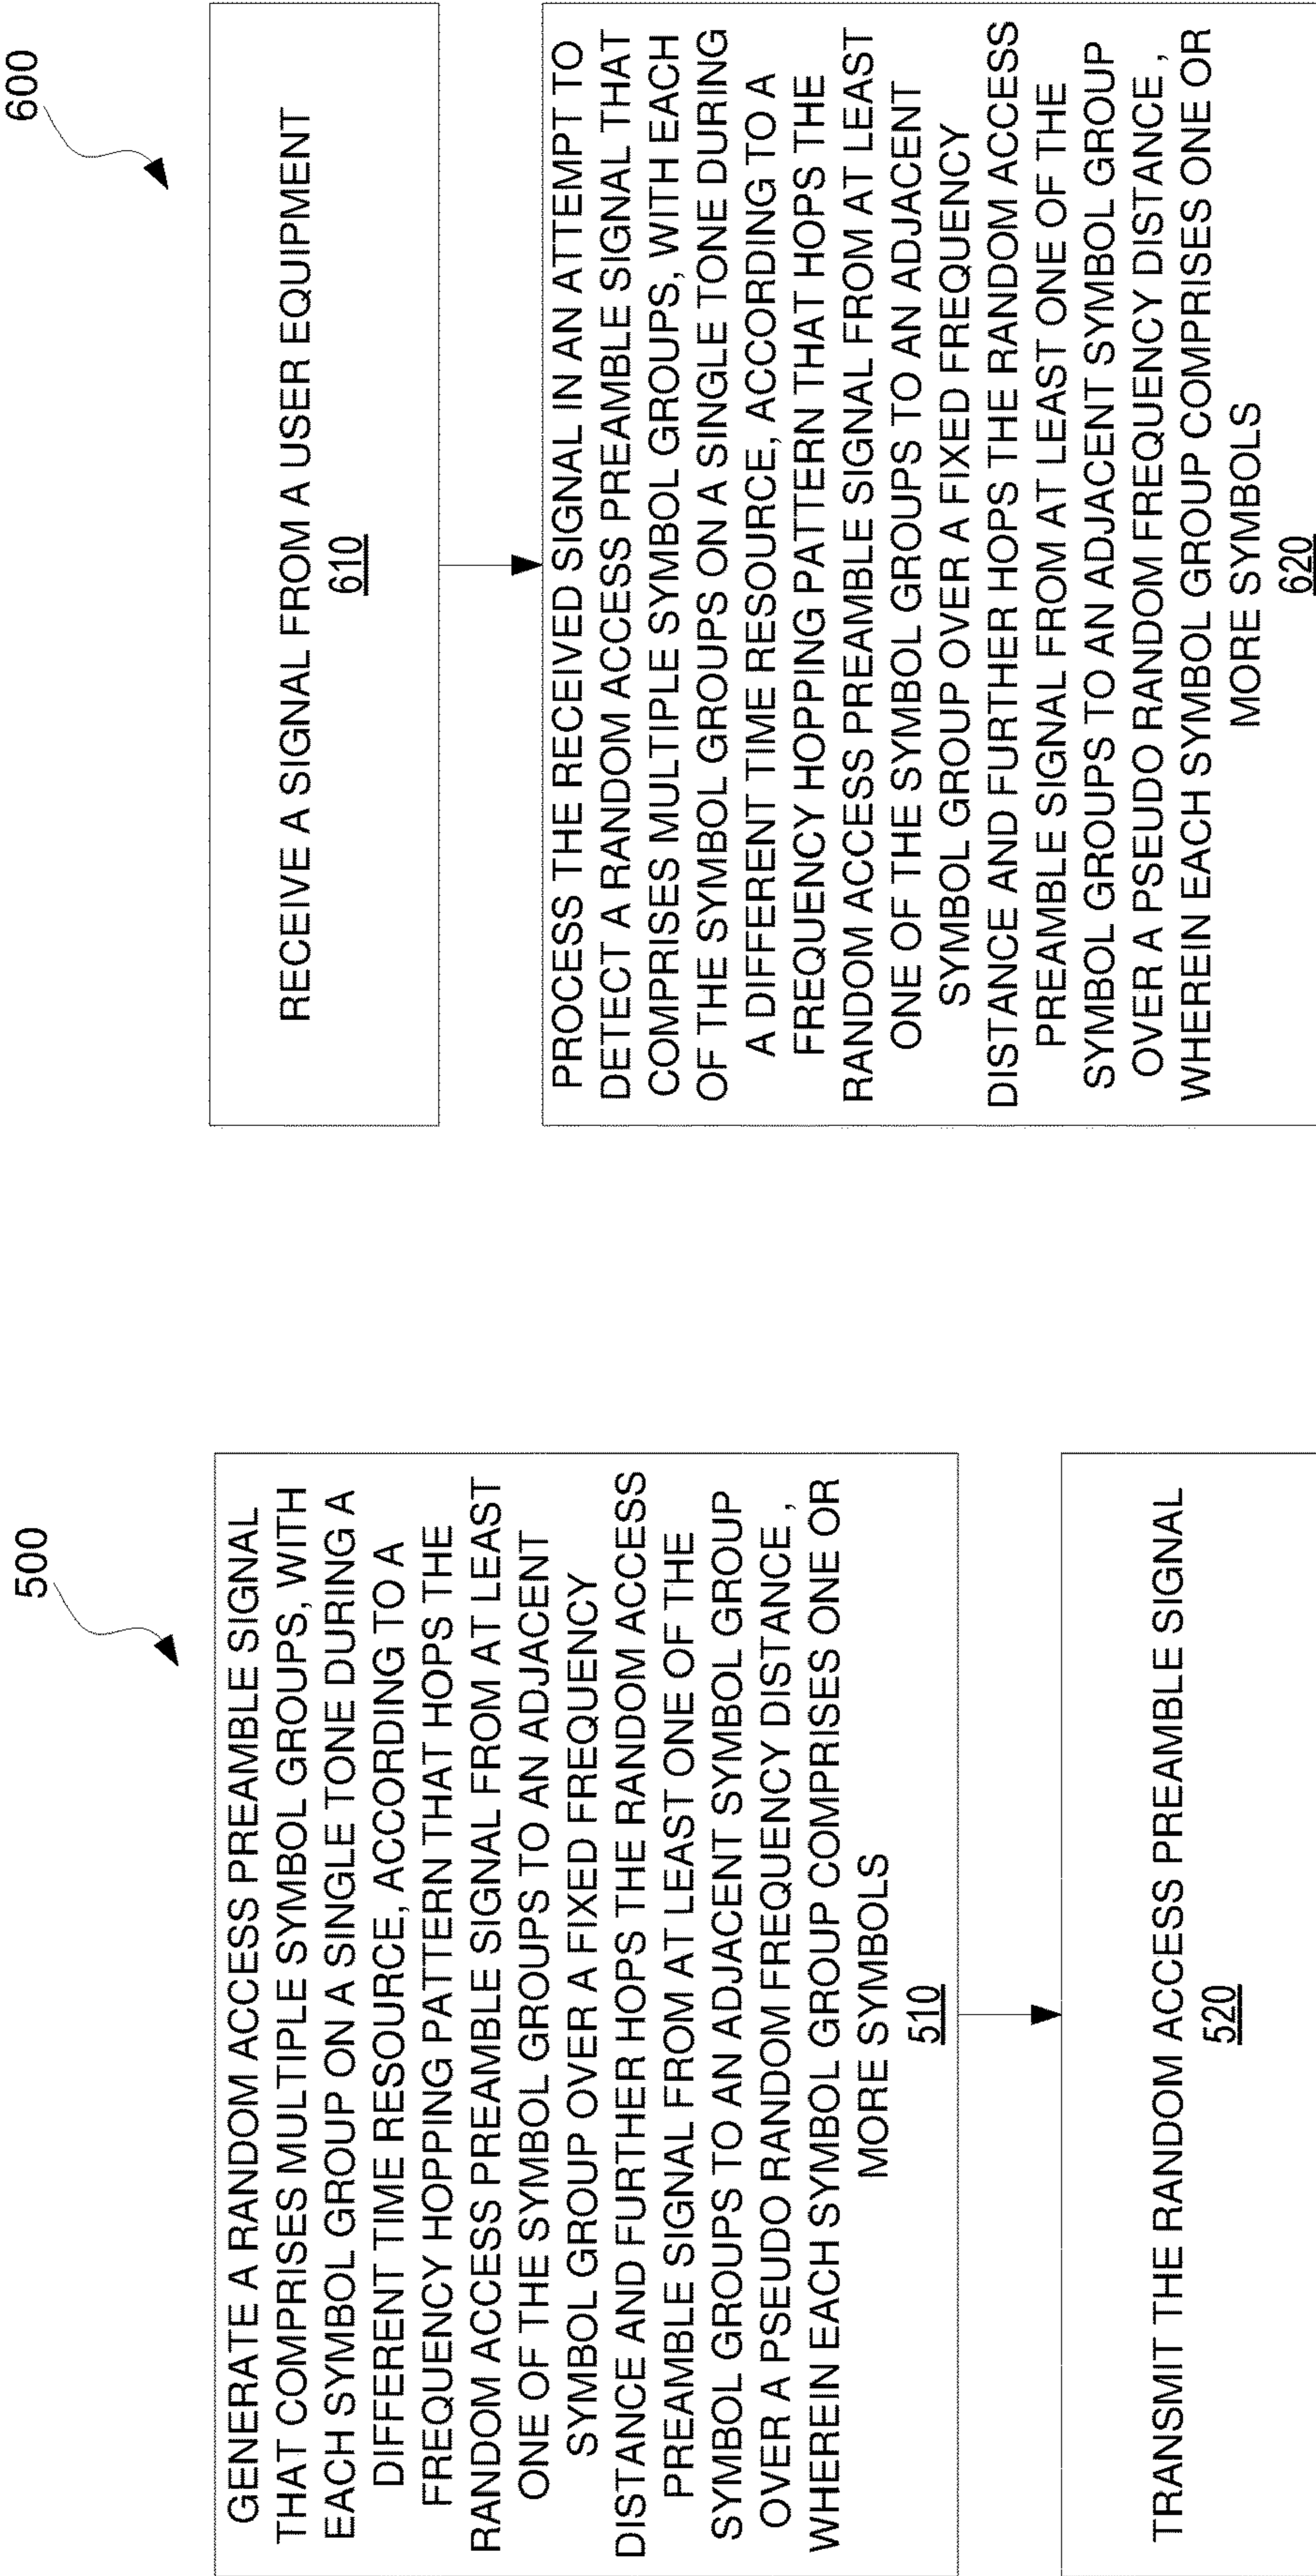 500
GENERATE A RANDOM ACCESS PREAMBLE SIGNAL
THAT COMPRISES MULTIPLE SYMBOL GROUPS, WITH
EACH SYMBOL GROUP ON A SINGLE TONE DURING A
DIFFERENT TIME RESOURCE, ACCORDING TO A
FREQUENCY HOPPING PATTERN THAT HOPS THE
RANDOM ACCESS PREAMBLE SIGNAL FROM AT LEAST
ONE OF THE SYMBOL GROUPS TO AN ADJACENT
SYMBOL GROUP OVER A FIXED FREQUENCY
DISTANCE AND FURTHER HOPS THE RANDOM ACCESS
PREAMBLE SIGNAL FROM AT LEAST ONE OF THE
SYMBOL GROUPS TO AN ADJACENT SYMBOL GROUP
OVER A PSEUDO RANDOM FREQUENCY DISTANCE ,
WHEREIN EACH SYMBOL GROUP COMPRISES ONE OR
MORE SYMBOLS
510
TRANSMIT THE RANDOM ACCESS PREAMBLE SIGNAL
520
600
RECEIVE A SIGNAL FROM A USER EQUIPMENT
610
PROCESS THE RECEIVED SIGNAL IN AN ATTEMPT TO
DETECT A RANDOM ACCESS PREAMBLE SIGNAL THAT
COMPRISES MULTIPLE SYMBOL GROUPS, WITH EACH
OF THE SYMBOL GROUPS ON A SINGLE TONE DURING
A DIFFERENT TIME RESOURCE, ACCORDING TO A
FREQUENCY HOPPING PATTERN THAT HOPS THE
RANDOM ACCESS PREAMBLE SIGNAL FROM AT LEAST
ONE OF THE SYMBOL GROUPS TO AN ADJACENT
SYMBOL GROUP OVER A FIXED FREQUENCY
DISTANCE AND FURTHER HOPS THE RANDOM ACCESS
PREAMBLE SIGNAL FROM AT LEAST ONE OF THE
SYMBOL GROUPS TO AN ADJACENT SYMBOL GROUP
OVER A PSEUDO RANDOM FREQUENCY DISTANCE ,
WHEREIN EACH SYMBOL GROUP COMPRISES ONE OR
MORE SYMBOLS
620